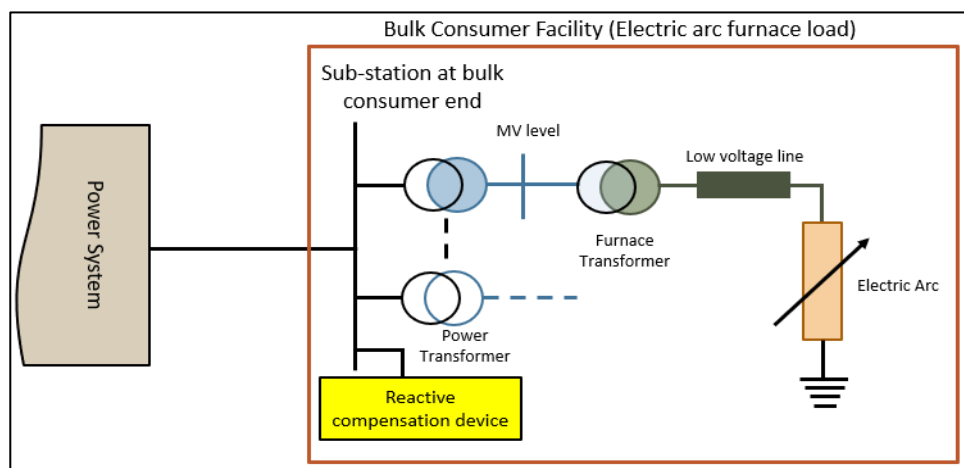 Bulk Consumer Facility (Electric arc furnace load)
Sub-station at bulk
consumer end
MV level
Low voltage line
Power System
Furnace
Transformer
Electric Arc
Power
Transformer
Reactive
compensation device